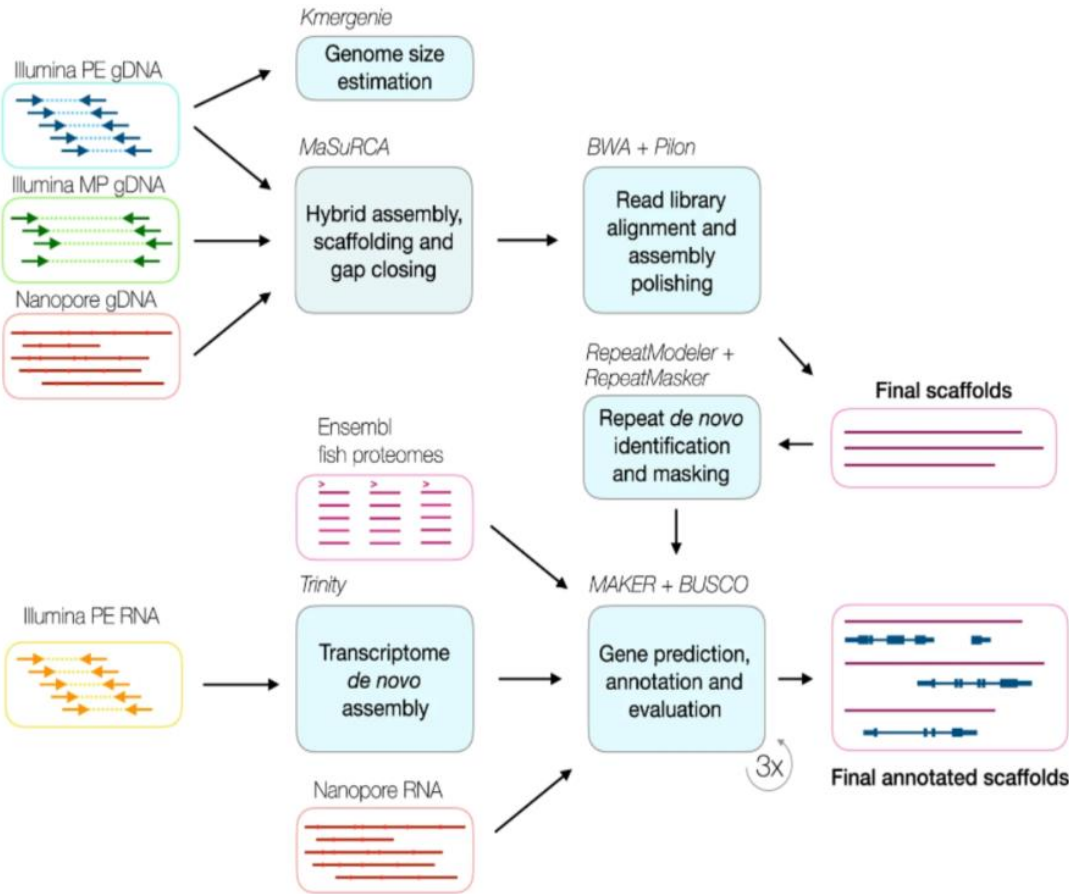 Kmergenie
Genome size
estimation
Illumina PE gDNA
MaSuRCA
Hybrid assembly,
scaffolding and
gap closing
BWA + Pilon
Read library
alignment and
assembly
polishing
Illumina MP gDNA
Nanopore gDNA
RepeatModeler +
RepeatMasker
Repeat de novo
identification
and masking
Final scaffolds
Ensembl
fish proteomes
> > >
Trinity
Transcriptome
de novo
assembly
MAKER + BUSCO
Gene prediction,
annotation and
evaluation
3x
Illumina PE RNA
Final annotated scaffolds
Nanopore RNA